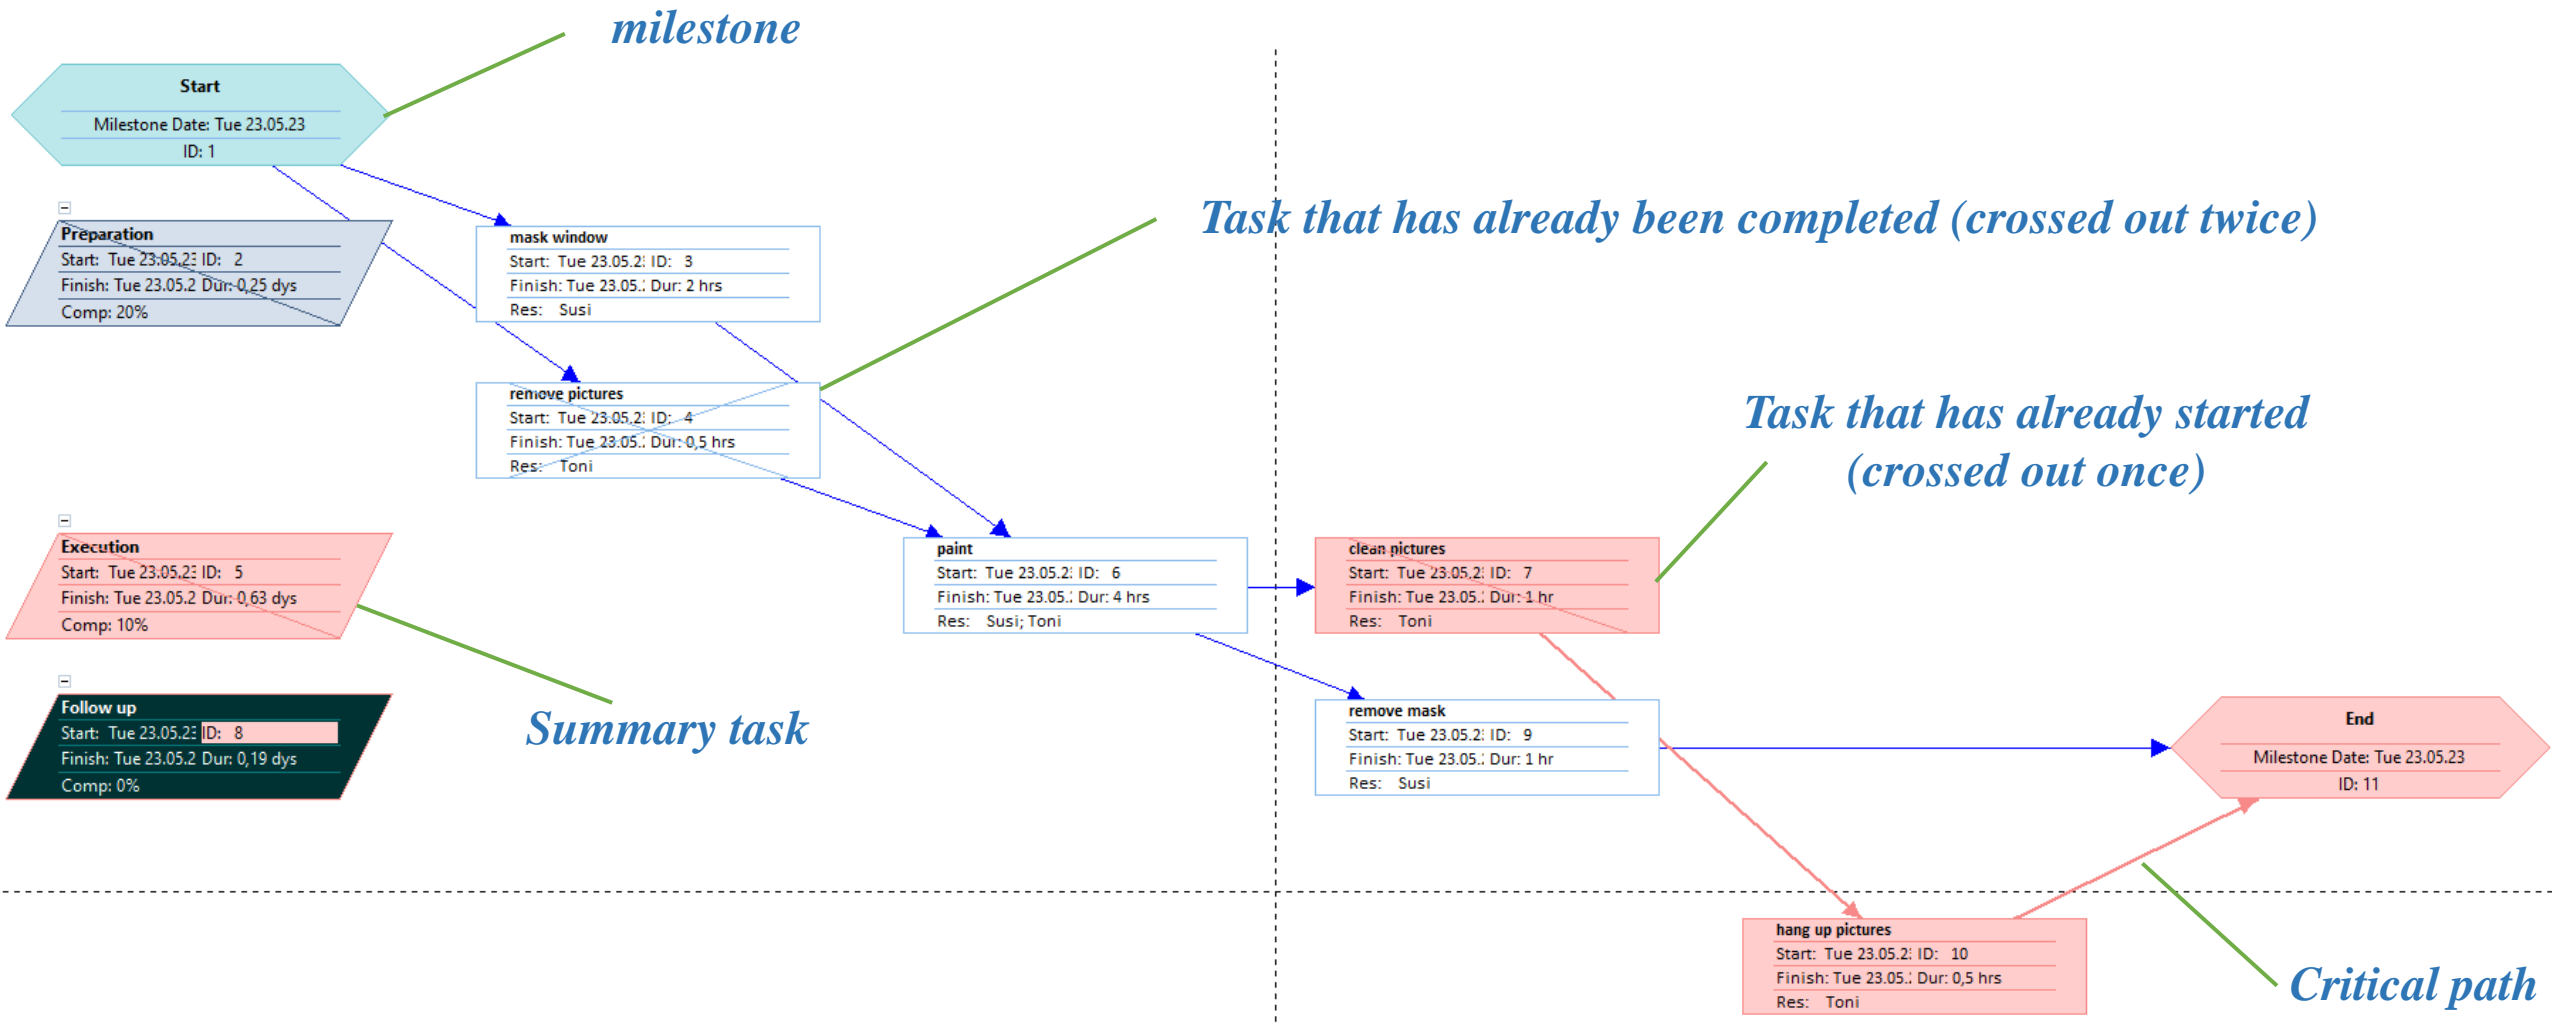 milestone
Start
Milestone Date: Tue 23.05.23
ID: 1
Preparation
Start: Tue 23.05.23 ID: 2
Finish: Tue 23.05.2 Dur: 0,25 dys
Comp: 20%
mask window
Start: Tue 23.05.2 ID: 3
Finish: Tue 23.05.: Dur: 2 hrs
Res: Susi
Task that has already been completed (crossed out twice)
remove pictures
Start: Tue 23.05.2 ID: 4
Finish: Tue 23.05.: Dur: 0,5 hrs
Res: Toni
Task that has already started
(crossed out once)
Execution
Start: Tue 23.05.23 ID: 5
Finish: Tue 23.05.2 Dur: 0,63 dys
Comp: 10%
paint
Start: Tue 23.05.2 ID: 6
Finish: Tue 23.05.: Dur: 4 hrs
Res: Susi; Toni
clean pictures
Start: Tue 23.05.2 ID: 7
Finish: Tue 23.05.: Dur: 1 hr
Res: Toni
Summary task
Follow up
Start: Tue 23.05.23 ID: 8
Finish: Tue 23.05.2 Dur: 0,19 dys
Comp: 0%
remove mask
Start: Tue 23.05.2 ID: 9
Finish: Tue 23.05.: Dur: 1 hr
Res: Susi
End
Milestone Date: Tue 23.05.23
ID: 11
hang up pictures
Start: Tue 23.05.2 ID: 10
Finish: Tue 23.05.: Dur: 0,5 hrs
Res: Toni
Critical path